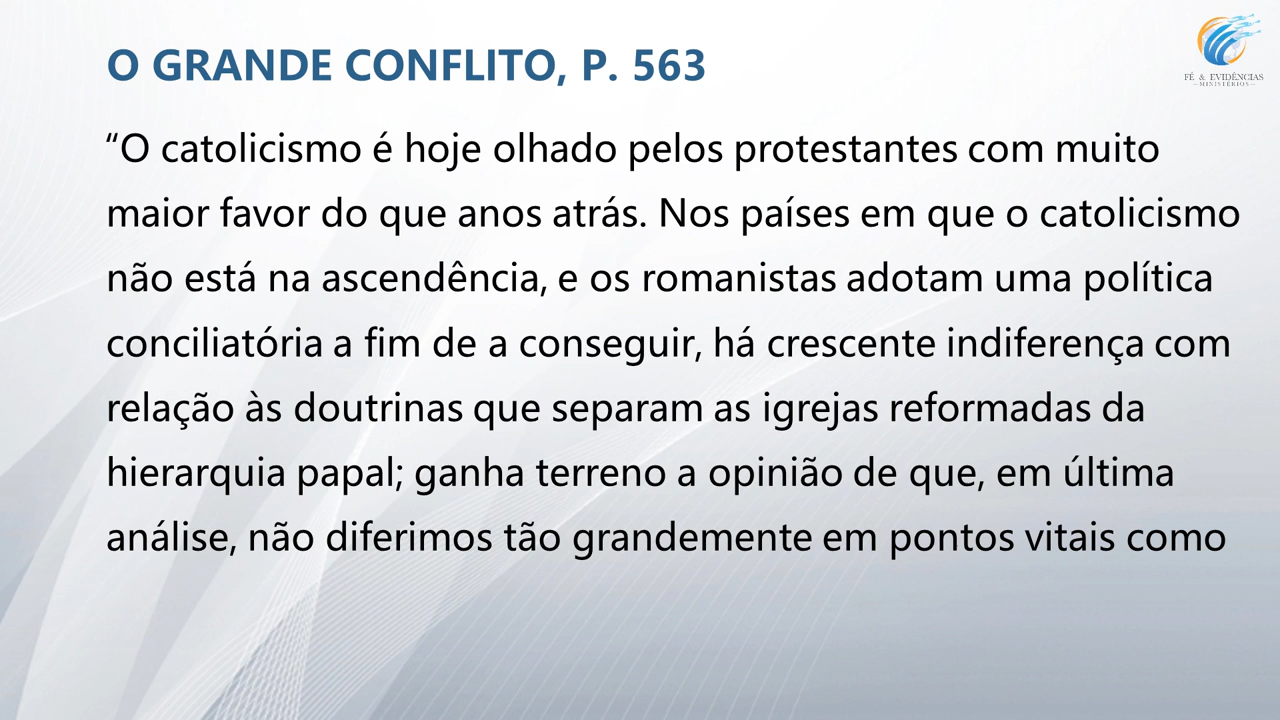 O GRANDE CONFLITO, P. 563
FÉ & EVIDÊNCIAS
—MINISTÉRIOS—
“O catolicismo é hoje olhado pelos protestantes com muito
maior favor do que anos atrás. Nos países em que o catolicismo
não está na ascendência, e os romanistas adotam uma política
conciliatória a fim de a conseguir, há crescente indiferença com
relação às doutrinas que separam as igrejas reformadas da
hierarquia papal; ganha terreno a opinião de que, em última
análise, não diferimos tão grandemente em pontos vitais como